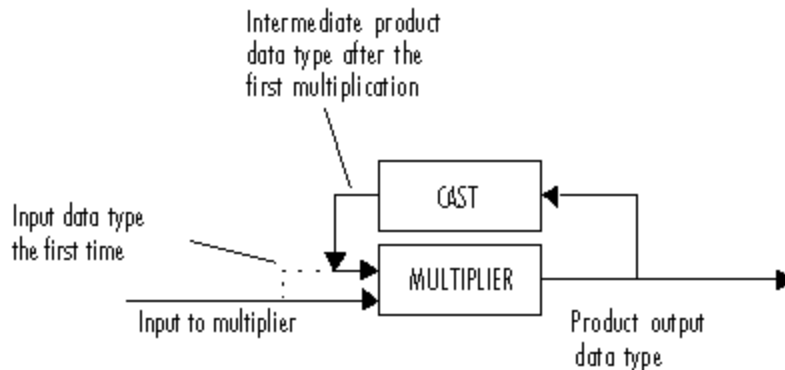 Intermediate product
data type after the
first multiplication
CAST
Input data type
the first time
MULTIPLIER
Input to multiplier
Product output
data type